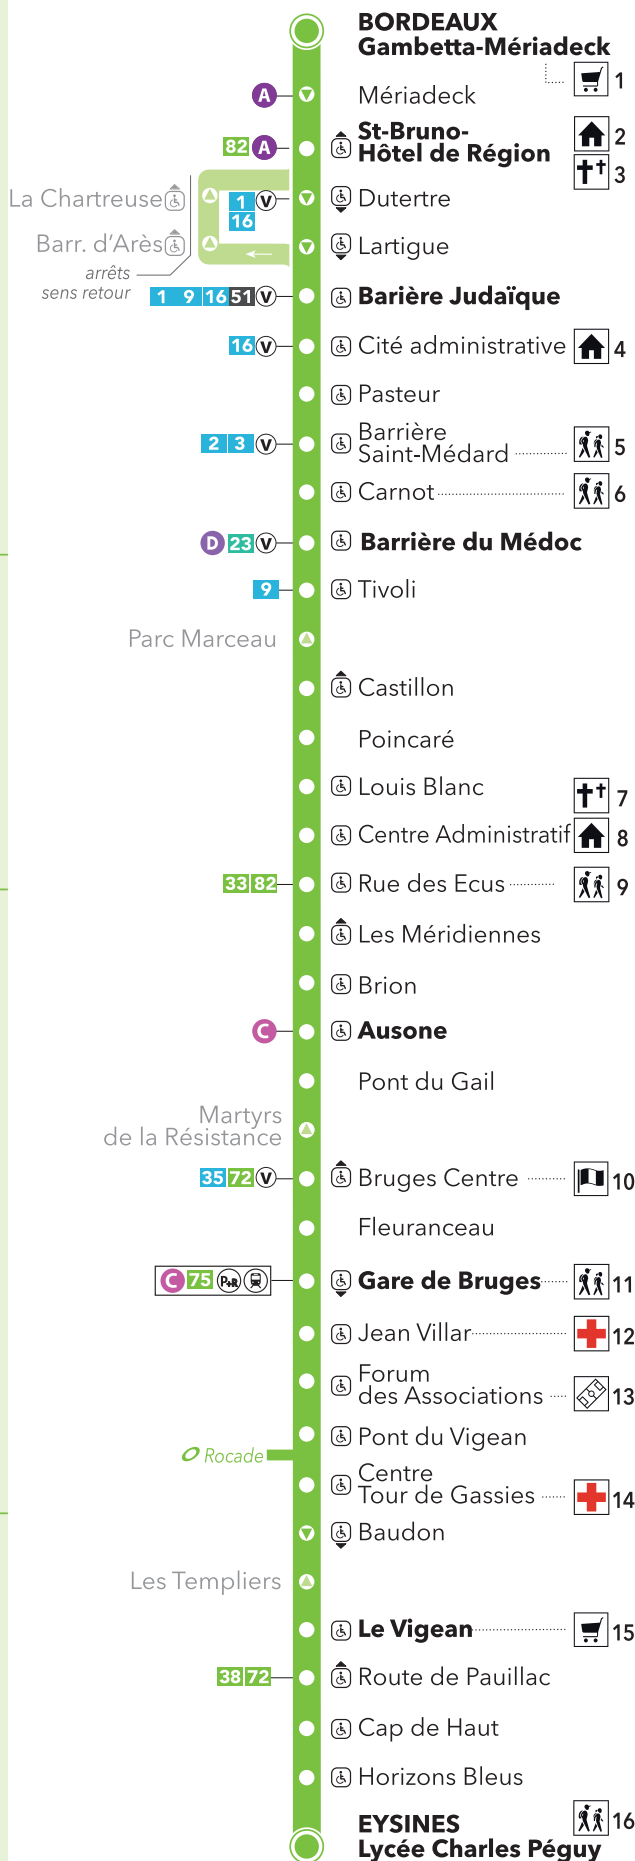 BORDEAUX
Gambetta-Mériadeck
1
A Mériadeck
82 A St-Bruno-
Hôtel de Région
2
3
La Chartreuse
1 V Dutertre
16
Barr. d'Arès
Lartigue
arrêts
sens retour
1 9 16 51 V Barière Judaïque
16 V Cité administrative 4
Pasteur
2 3 V Barrière
Saint-Médard 5
Carnot 6
D 23 V Barrière du Médoc
9 Tivoli
Parc Marceau
Castillon
Poincaré
Louis Blanc 7
Centre Administratif 8
33 82 Rue des Ecus 9
Les Méridiennes
Brion
C Ausone
Pont du Gail
Martyrs
de la Résistance
35 72 V Bruges Centre 10
Fleuranceau
C 75 P+R Gare de Bruges 11
Jean Villar 12
Forum
des Associations 13
Pont du Vigean
Rocade
Centre
Tour de Gassies 14
Baudon
Les Templiers
Le Vigean 15
38 72 Route de Pauillac
Cap de Haut
Horizons Bleus
EYSINES 16
Lycée Charles Péguy